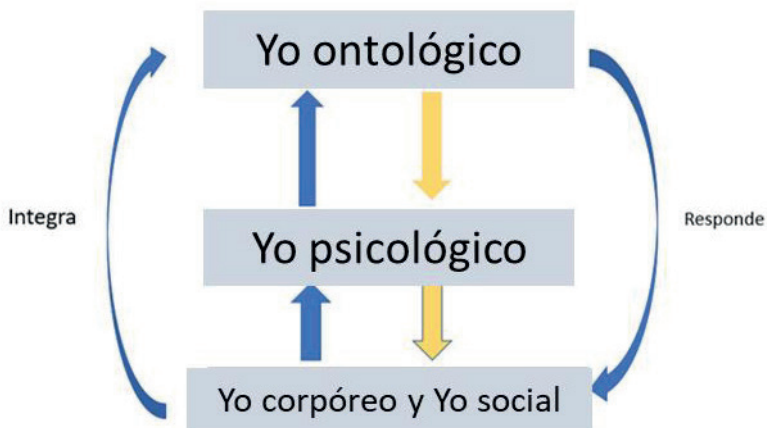 Yo ontológico
Integra
Responde
Yo psicológico
Yo corpóreo y Yo social